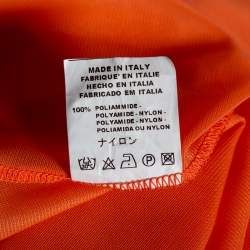 MADE IN ITALY
FABRIQUE' EN ITALIE
HECHO EN ITALIA
FABRICADO EM ITALIA
100% POLIAMMIDE -
POLYAMIDE-NYLON -
POLYAMIDE-NYLON-
POLIAMIDA OU NYLON
ナイロン
P